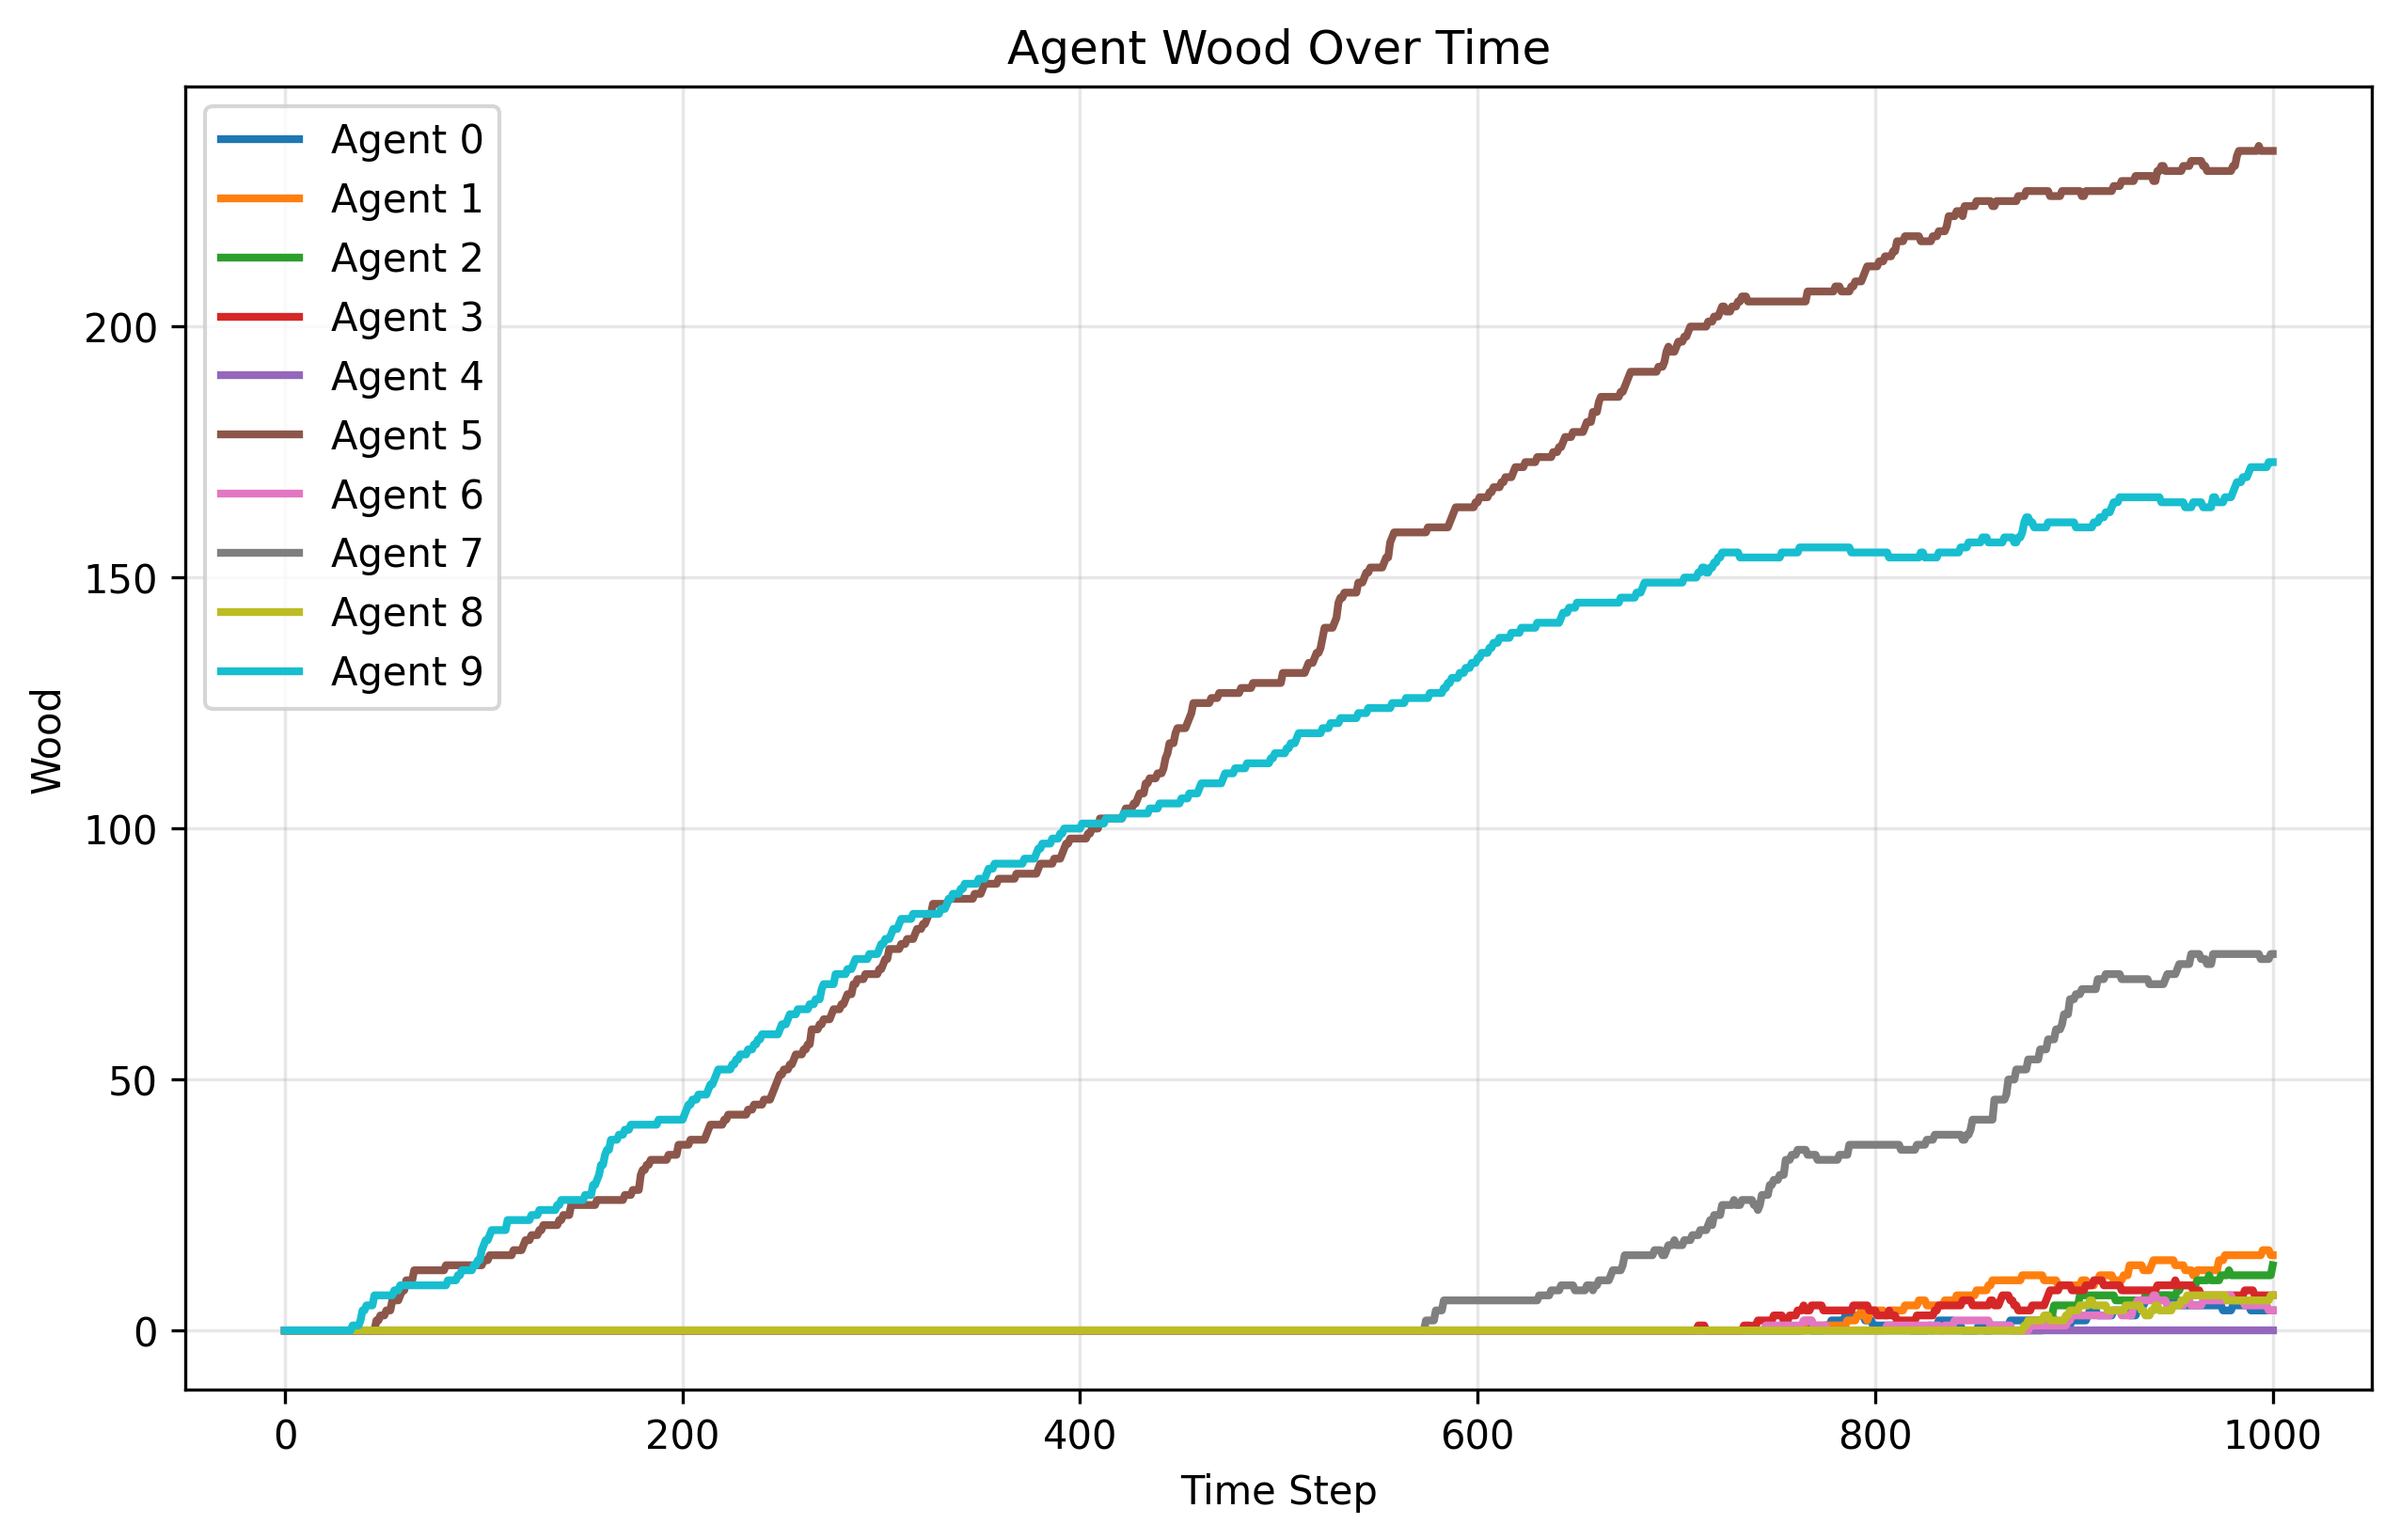 Agent Wood Over Time
Agent 0
Agent 1
Agent 2
Agent 3
Agent 4
Agent 5
Agent 6
Agent 7
Agent 8
Agent 9
Wood
200
150
100
50
0
0 200 400 600 800 1000
Time Step